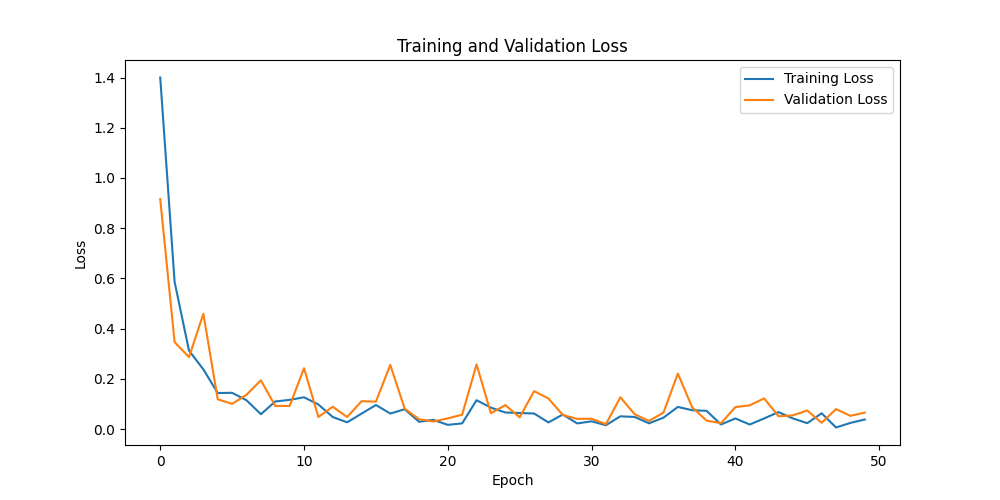 Training and Validation Loss
Training Loss
Validation Loss
Loss
1.4
1.2
1.0
0.8
0.6
0.4
0.2
0.0
0 10 20 30 40 50
Epoch